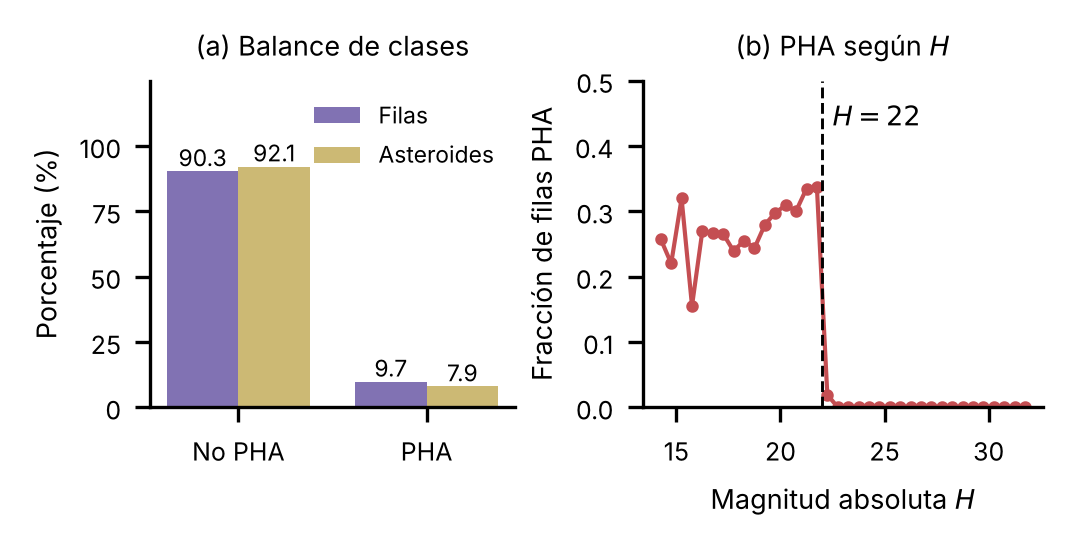 (a) Balance de clases
Porcentaje (%)
100
75
50
25
0
90.3
92.1
9.7
7.9
Filas
Asteroides
No PHA
PHA
(b) PHA según H
Fracción de filas PHA
0.5
0.4
0.3
0.2
0.1
0.0
H = 22
15
20
25
30
Magnitud absoluta H